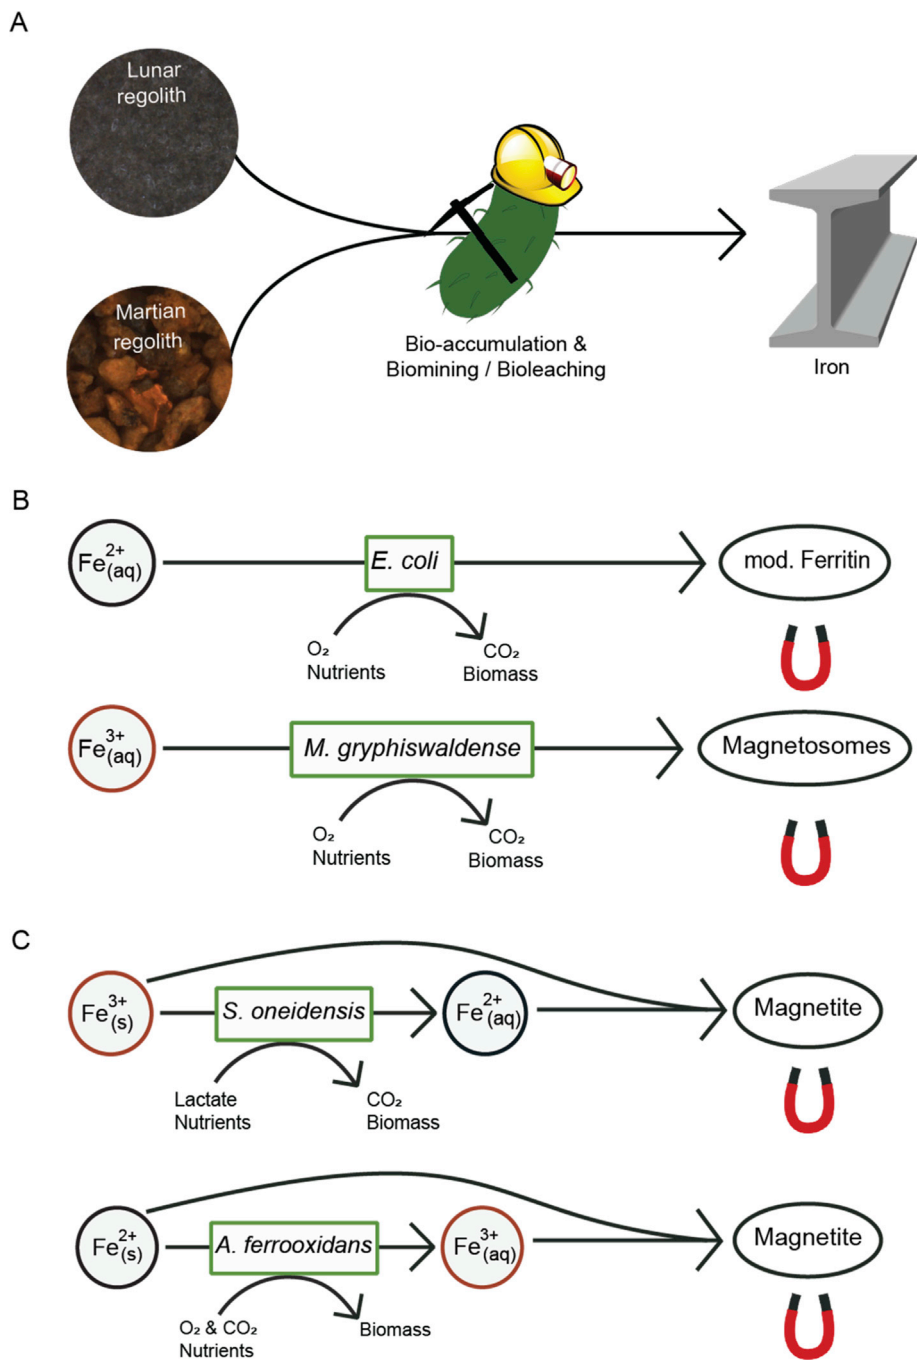 A
Lunar
regolith
Martian
regolith
Bio-accumulation &
Biomining / Bioleaching
Iron
B
Fe2+(aq)
E. coli
mod. Ferritin
O₂
Nutrients
CO₂
Biomass
Fe3+(aq)
M. gryphiswaldense
Magnetosomes
O₂
Nutrients
CO₂
Biomass
C
Fe3+(s)
S. oneidensis
Fe2+(aq)
Magnetite
Lactate
Nutrients
CO₂
Biomass
Fe2+(s)
A. ferrooxidans
Fe3+(aq)
Magnetite
O₂ & CO₂
Nutrients
Biomass